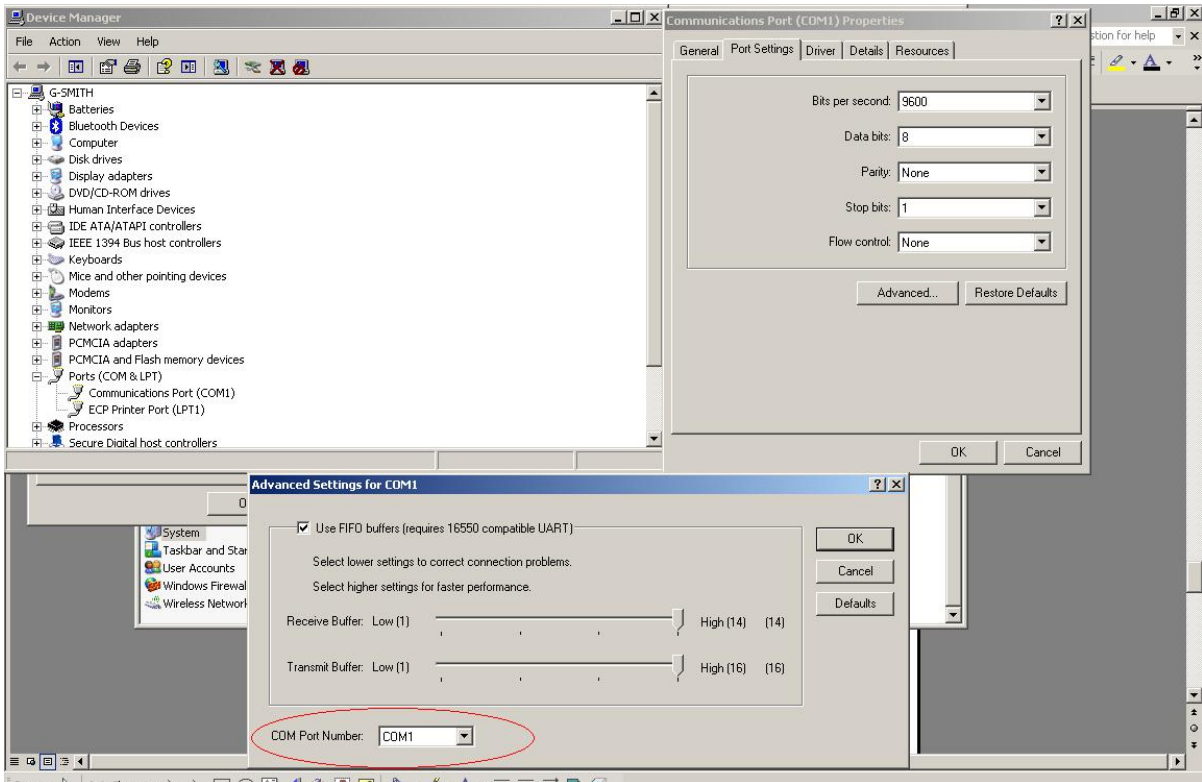 Device Manager
File Action View Help
G-SMITH
Batteries
Bluetooth Devices
Computer
Disk drives
Display adapters
DVD/CD-ROM drives
Human Interface Devices
IDE ATA/ATAPI controllers
IEEE 1394 Bus host controllers
Keyboards
Mice and other pointing devices
Modems
Monitors
Network adapters
PCMCIA adapters
PCMCIA and Flash memory devices
Ports (COM & LPT)
Communications Port (COM1)
ECP Printer Port (LPT1)
Processors
Secure Digital host controllers
Communications Port (COM1) Properties
General Port Settings Driver Details Resources
Bits per second: 9600
Data bits: 8
Parity: None
Stop bits: 1
Flow control: None
Advanced... Restore Defaults
OK Cancel
stion for help
System
Taskbar and Star
User Accounts
Windows Firewal
Wireless Network
Advanced Settings for COM1
Use FIFO buffers (requires 16550 compatible UART)
Select lower settings to correct connection problems.
Select higher settings for faster performance.
Receive Buffer: Low (1) High (14) (14)
Transmit Buffer: Low (1) High (16) (16)
COM Port Number: COM1
OK
Cancel
Defaults